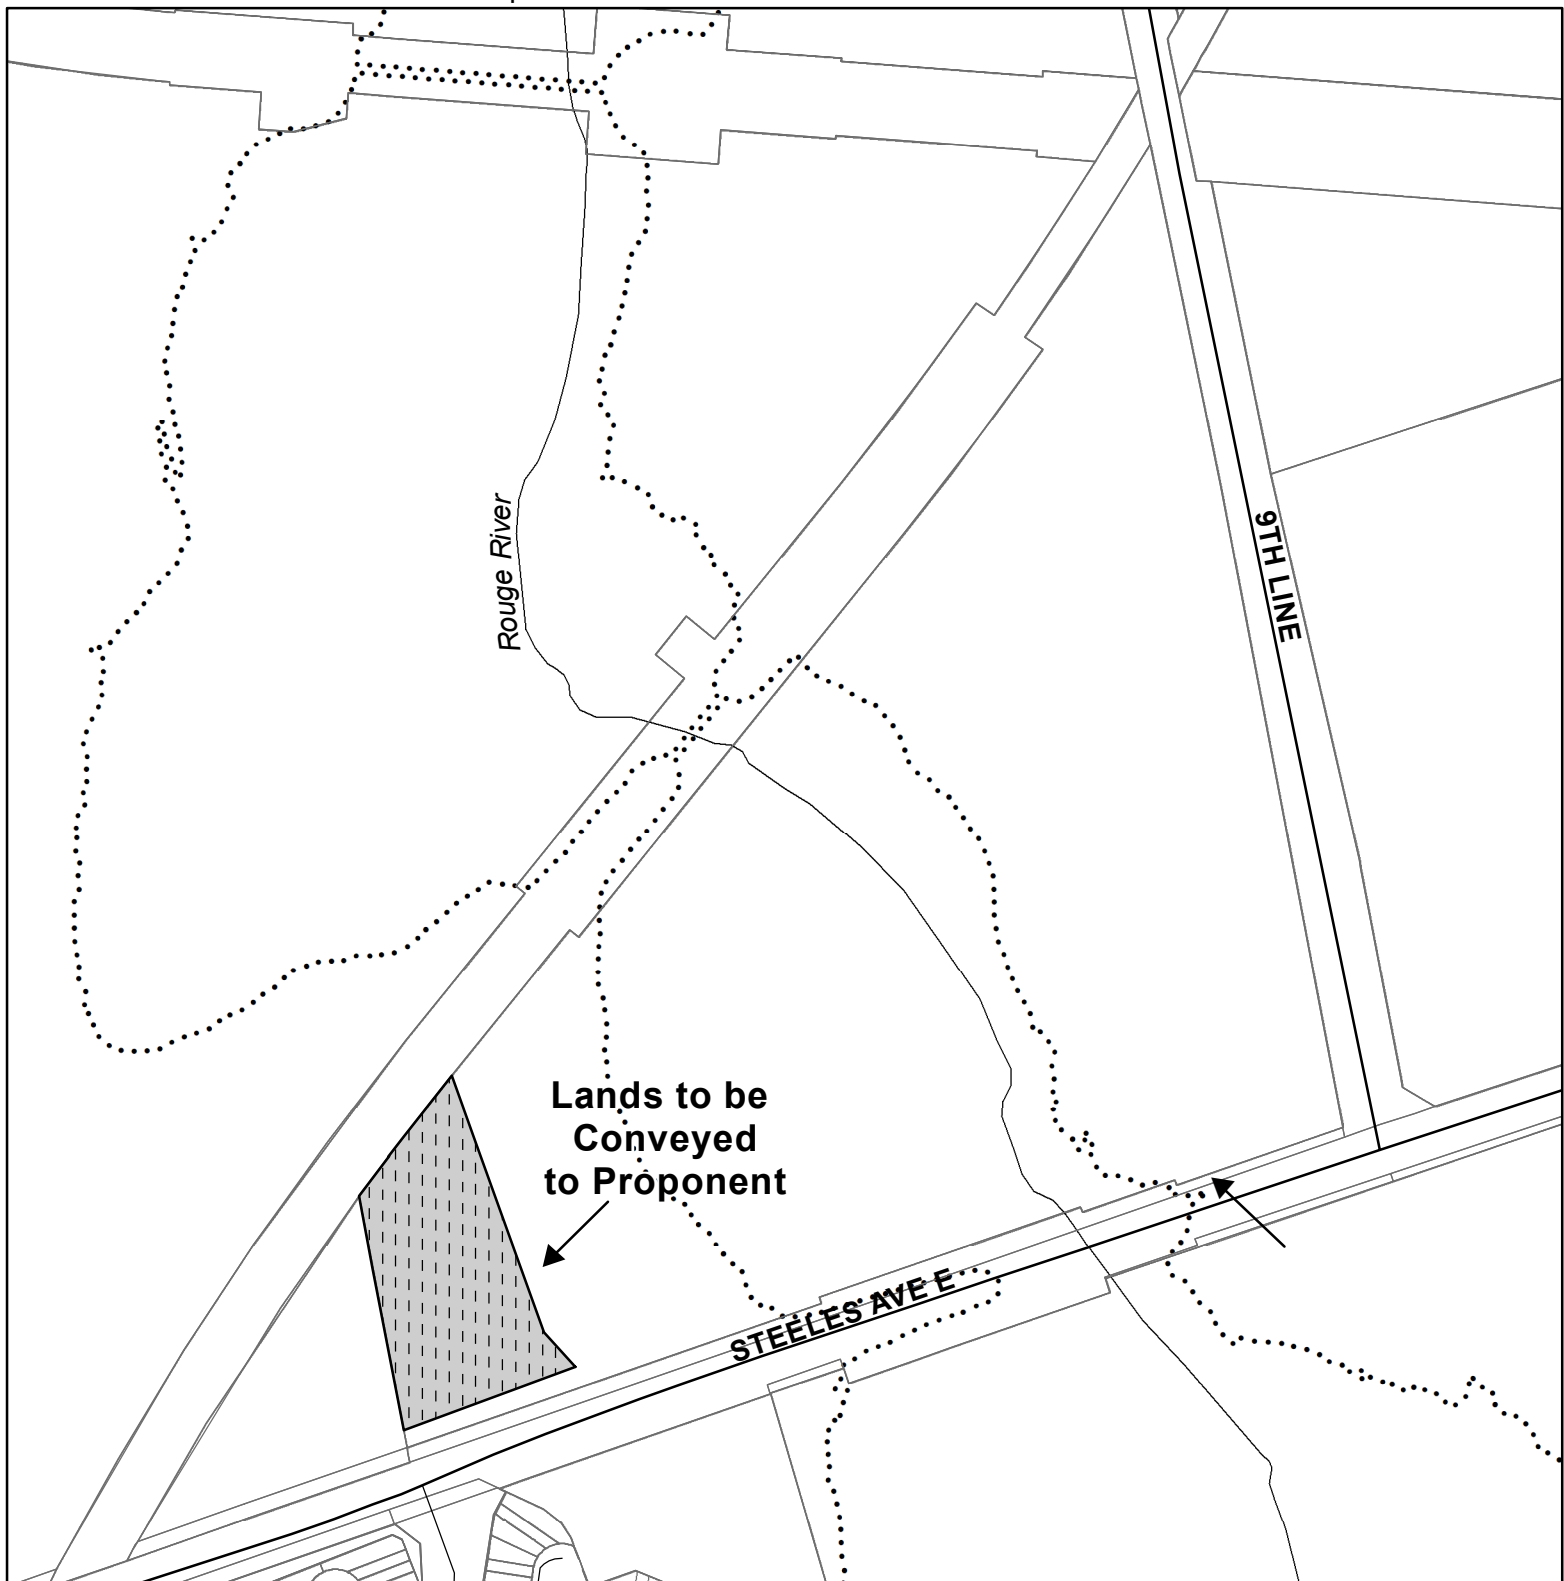 Rouge River
9TH LINE
Lands to be
Conveyed
to Proponent
STEELES AVE E